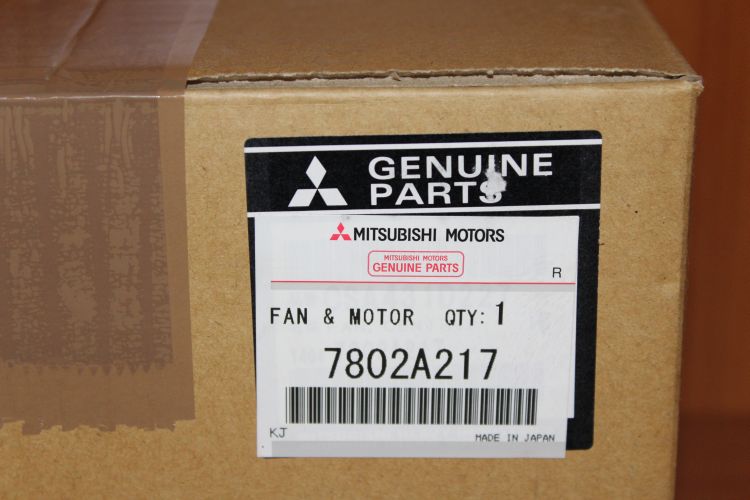 GENUINE
PARTS
MITSUBISHI MOTORS
MITSUBISHI MOTORS
GENUINE PARTS
R
FAN & MOTOR QTY: 1
7802A217
KJ
MADE IN JAPAN